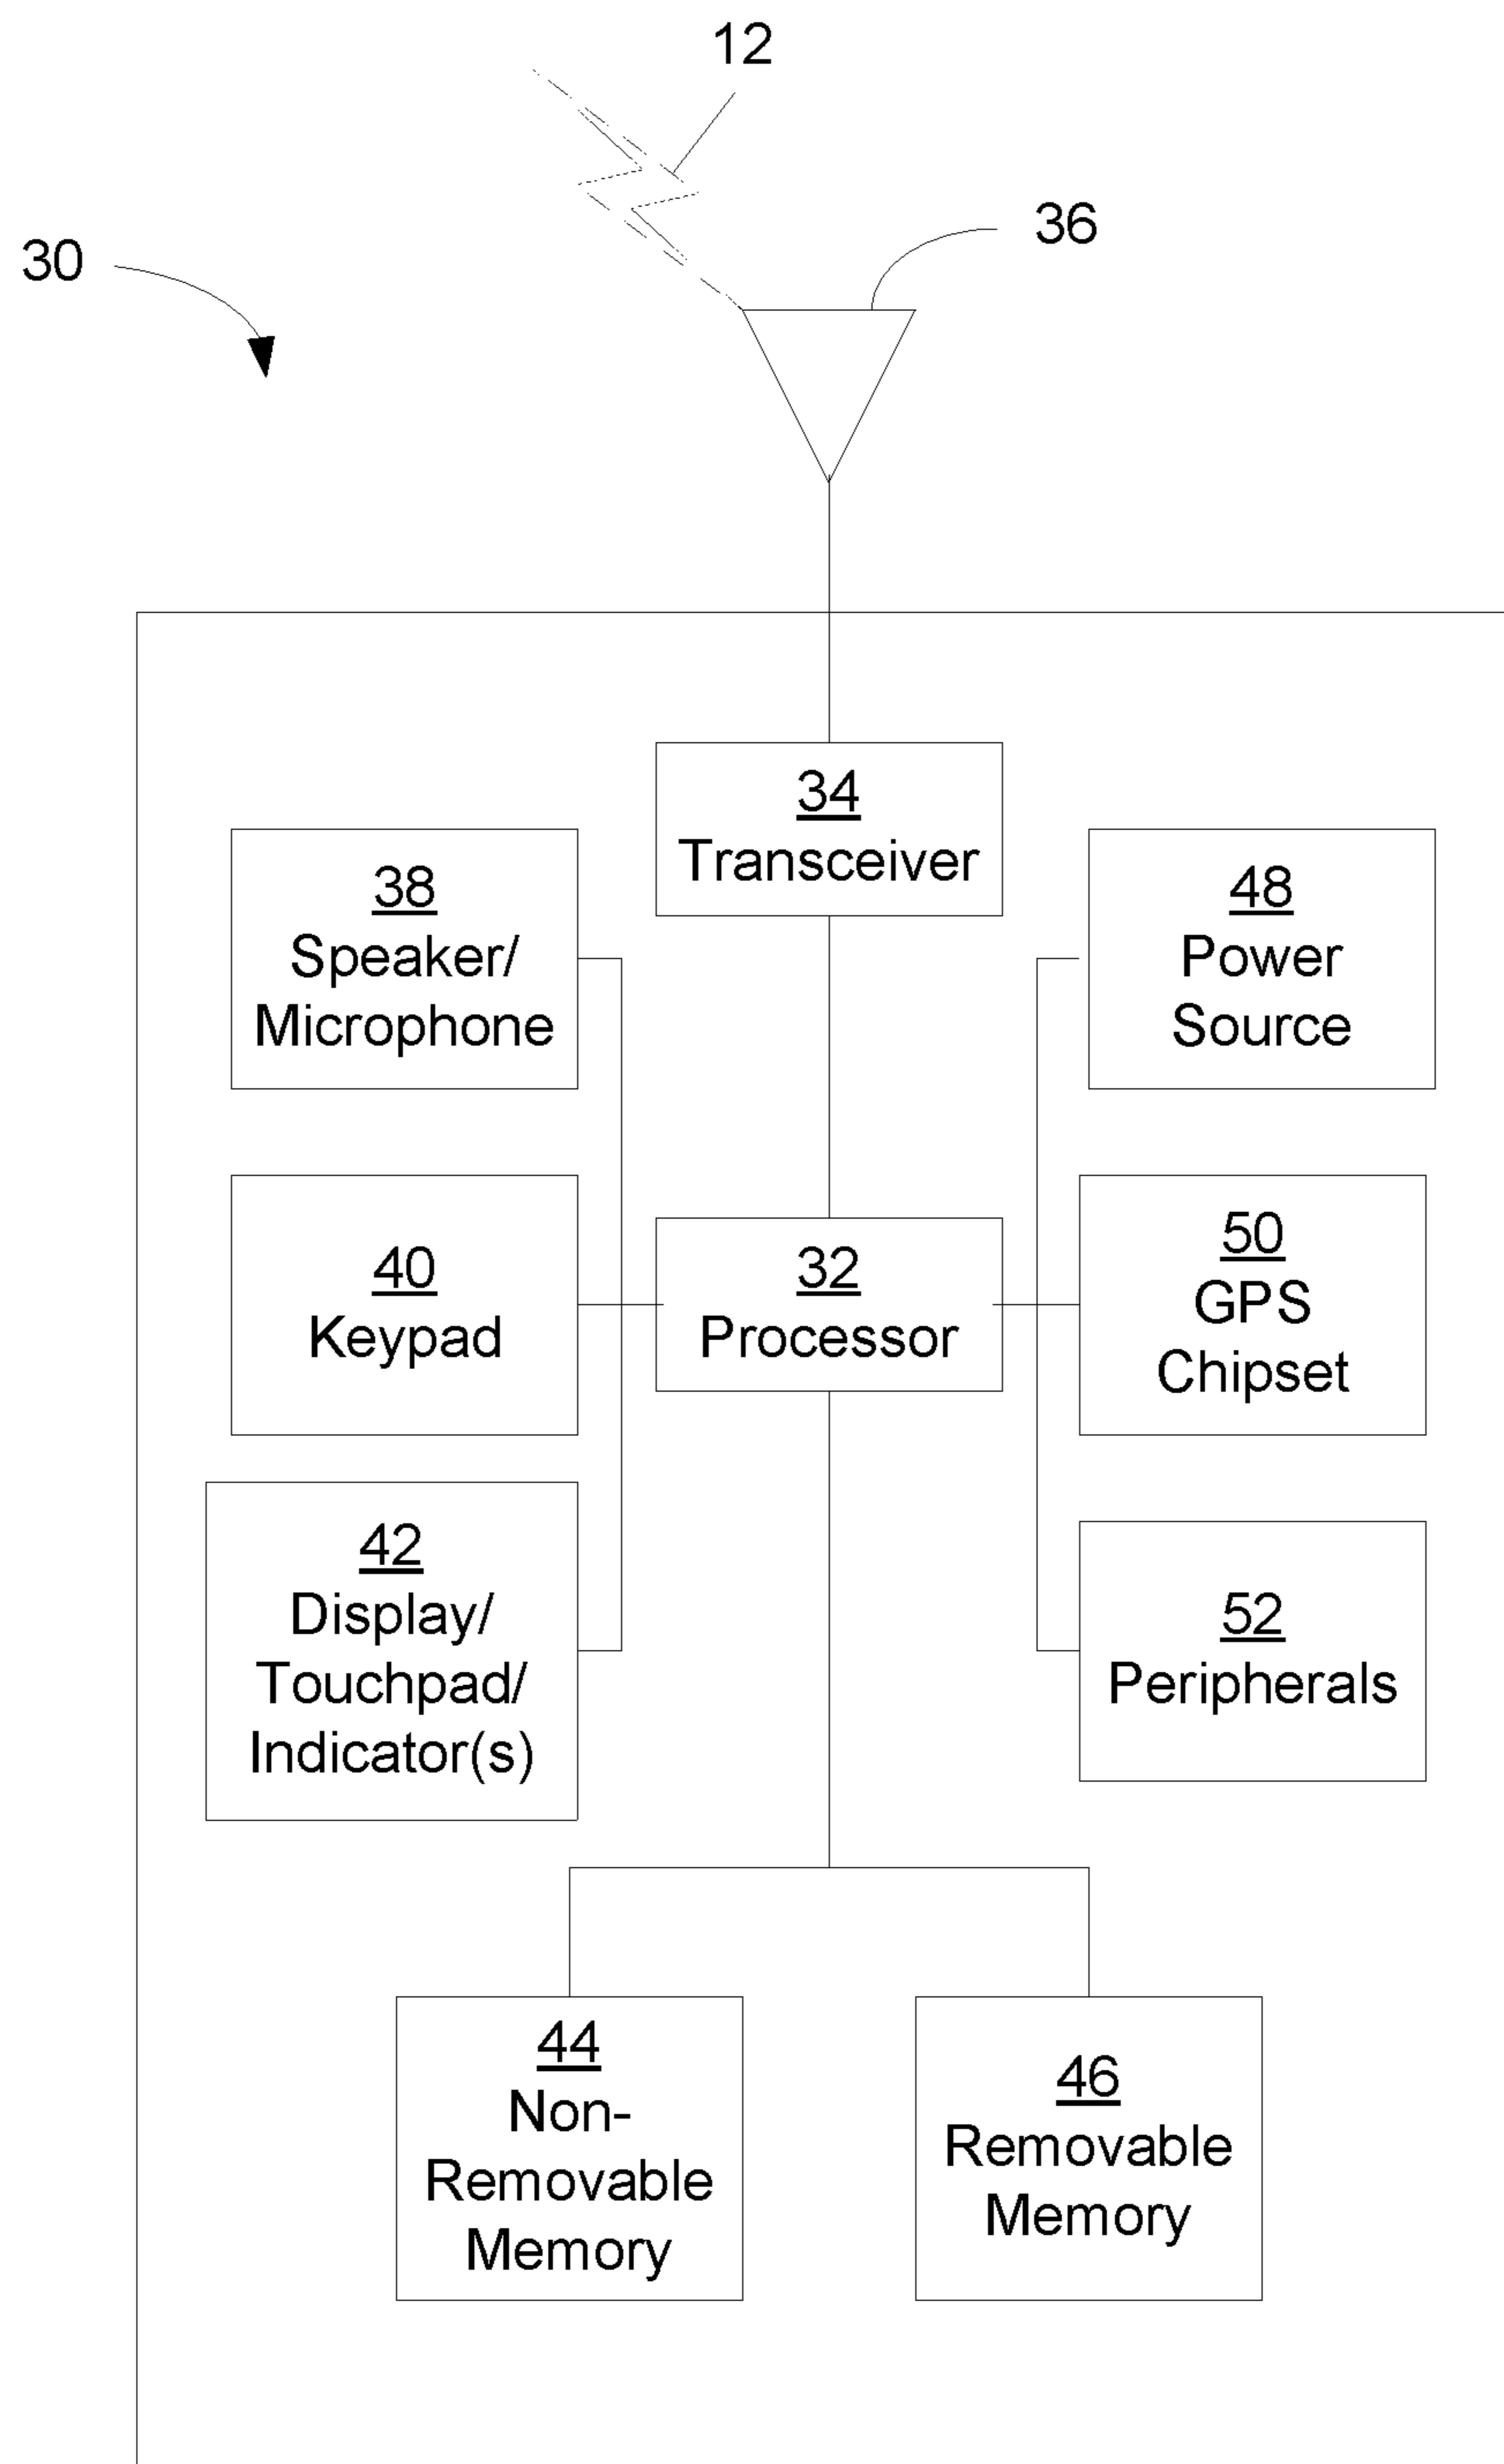 12
36
30
34
Transceiver
38
Speaker/
Microphone
48
Power
Source
40
Keypad
32
Processor
50
GPS
Chipset
42
Display/
Touchpad/
Indicator(s)
52
Peripherals
44
Non-
Removable
Memory
46
Removable
Memory